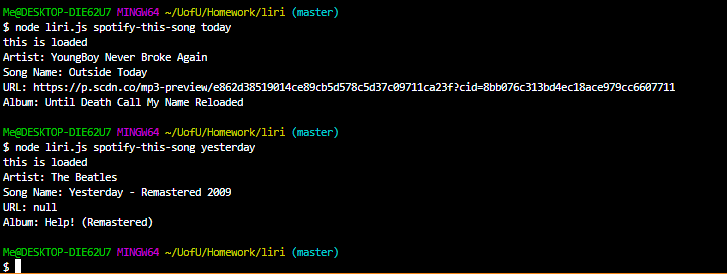 Me@DESKTOP-DIE62U7 MINGW64 ~/UofU/Homework/liri (master)
$ node liri.js spotify-this-song today
this is loaded
Artist: YoungBoy Never Broke Again
Song Name: Outside Today
URL: https://p.scdn.co/mp3-preview/e862d38519014ce89cb5d578c5d37c09711ca23f?cid=8bb076c313bd4ec18ace979cc6607711
Album: Until Death Call My Name Reloaded
Me@DESKTOP-DIE62U7 MINGW64 ~/UofU/Homework/liri (master)
$ node liri.js spotify-this-song yesterday
this is loaded
Artist: The Beatles
Song Name: Yesterday - Remastered 2009
URL: null
Album: Help! (Remastered)
Me@DESKTOP-DIE62U7 MINGW64 ~/UofU/Homework/liri (master)
$